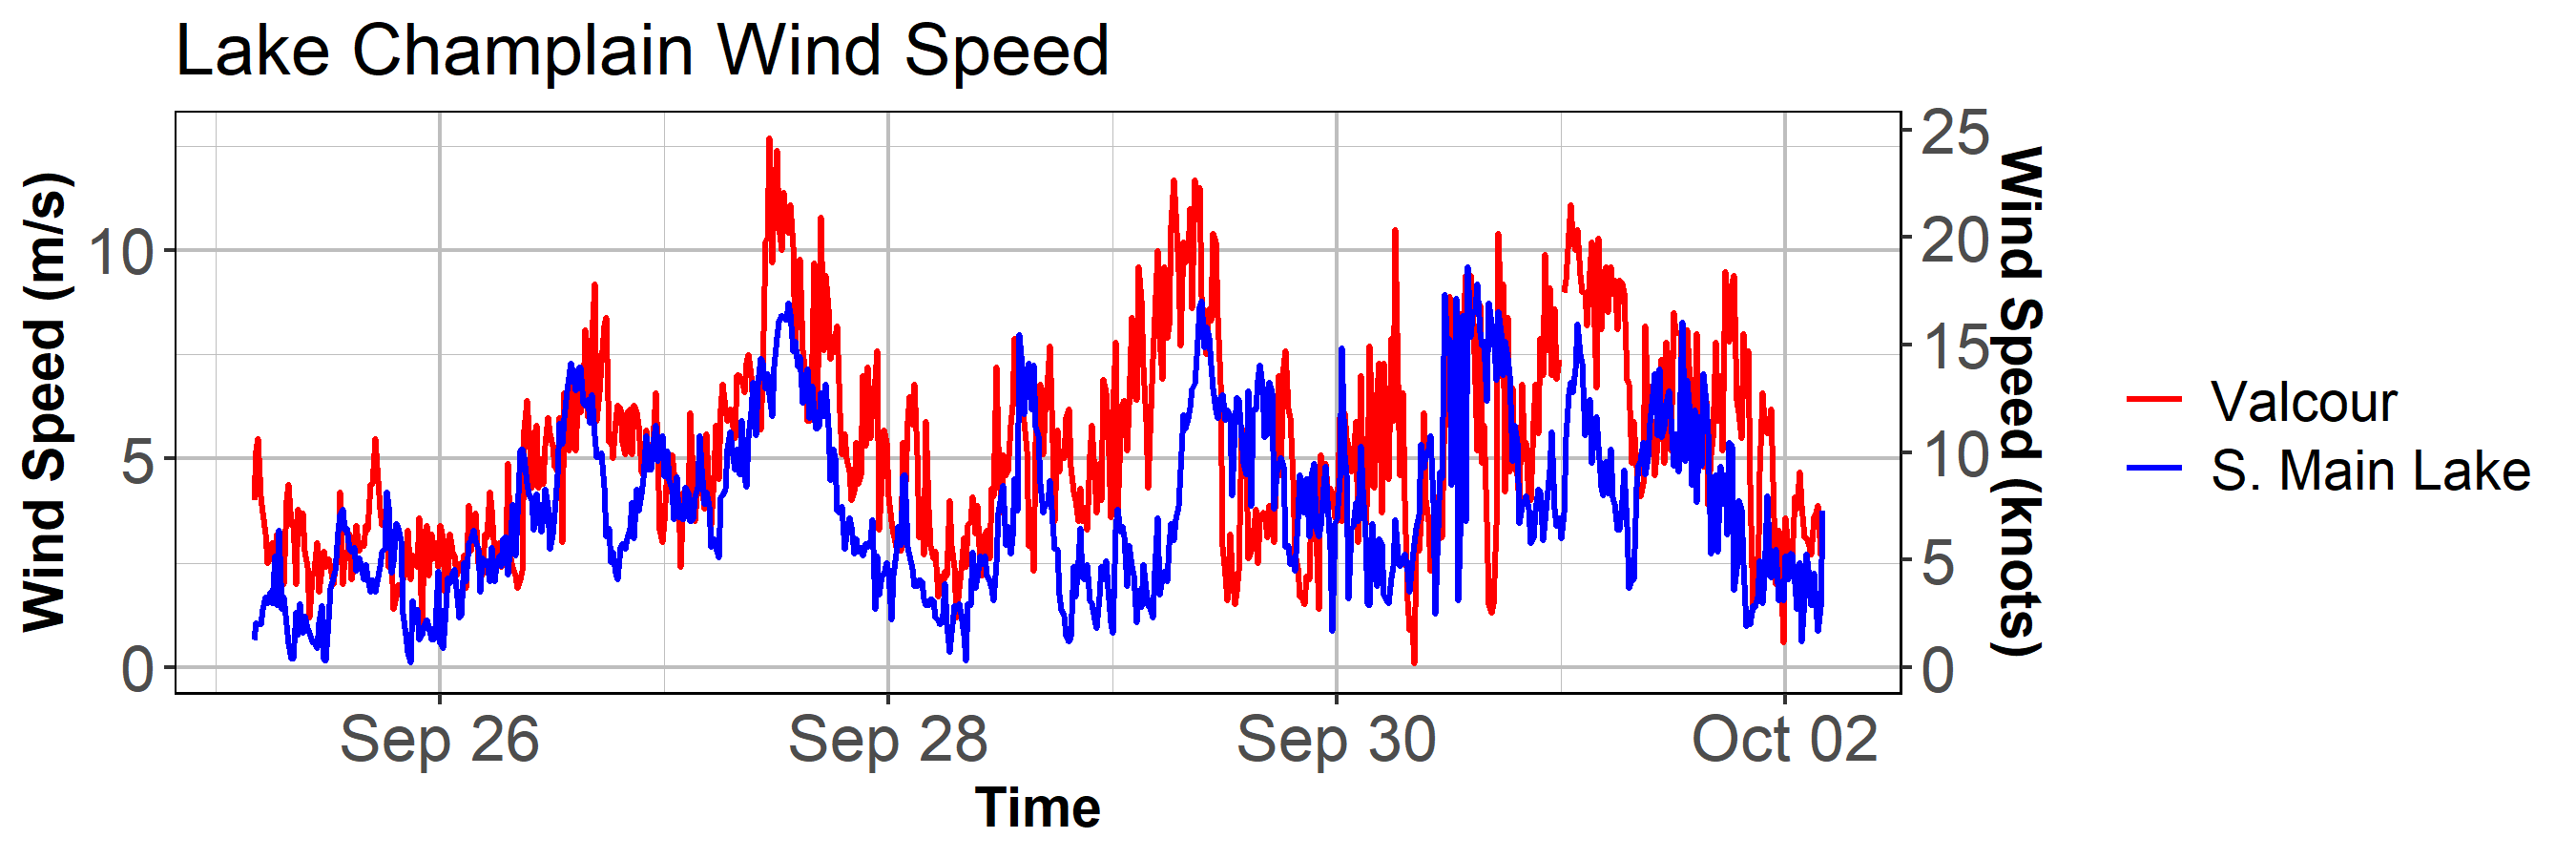 Lake Champlain Wind Speed
Wind Speed (m/s)
10
5
0
25
20
15
10
5
0
Wind Speed (knots)
Sep 26
Sep 28
Sep 30
Oct 02
Time
Valcour
S. Main Lake